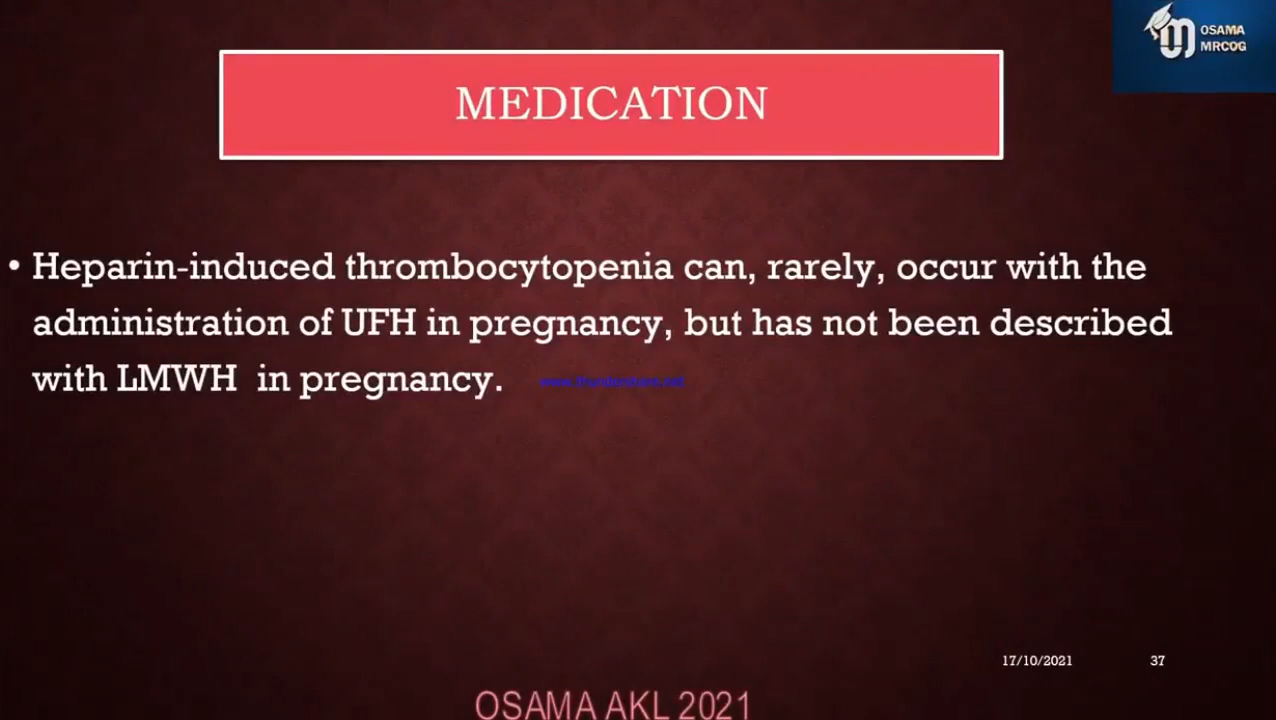 OSAMA
MRCOG
MEDICATION
• Heparin-induced thrombocytopenia can, rarely, occur with the
administration of UFH in pregnancy, but has not been described
with LMWH in pregnancy.
17/10/2021 37
OSAMA AKL 2021